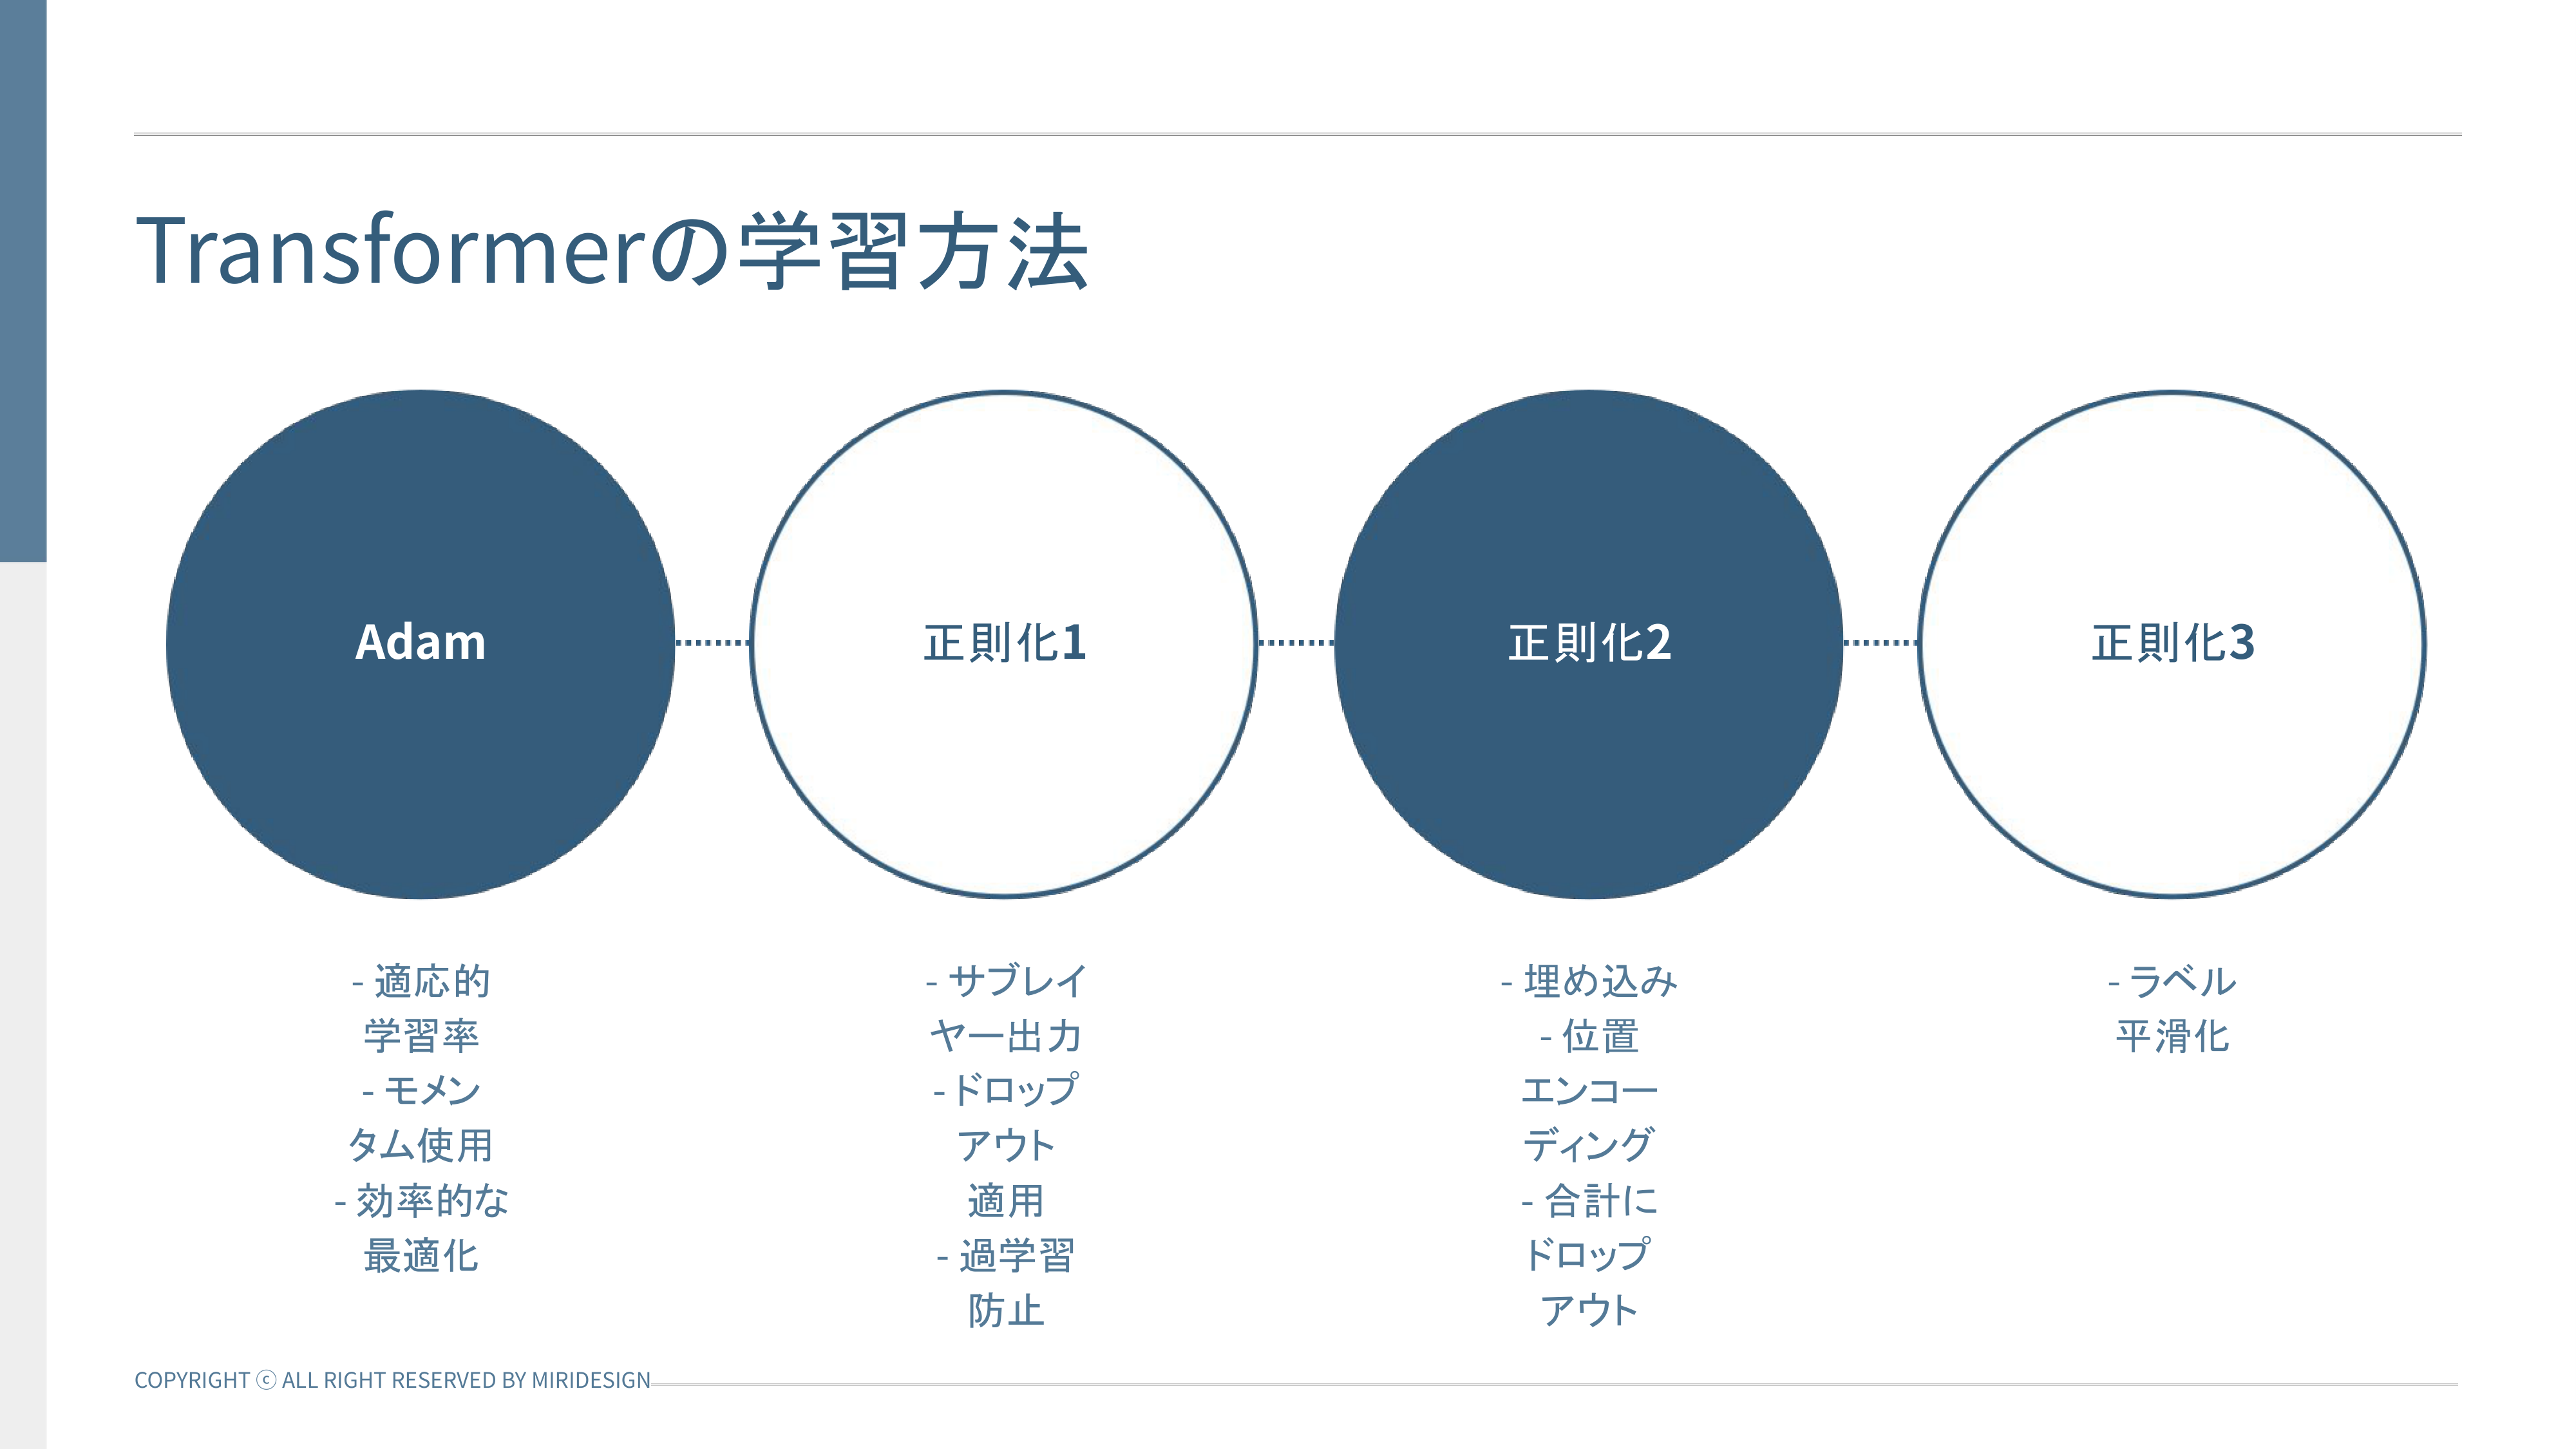 Transformerの学習方法
Adam
正則化1
正則化2
正則化3
- 適応的
学習率
- モメン
タム使用
- 効率的な
最適化
- サブレイ
ヤー出力
- ドロップ
アウト
適用
- 過学習
防止
- 埋め込み
- 位置
エンコー
ディング
- 合計に
ドロップ
アウト
- ラベル
平滑化
COPYRIGHT ⓒ ALL RIGHT RESERVED BY MIRIDESIGN